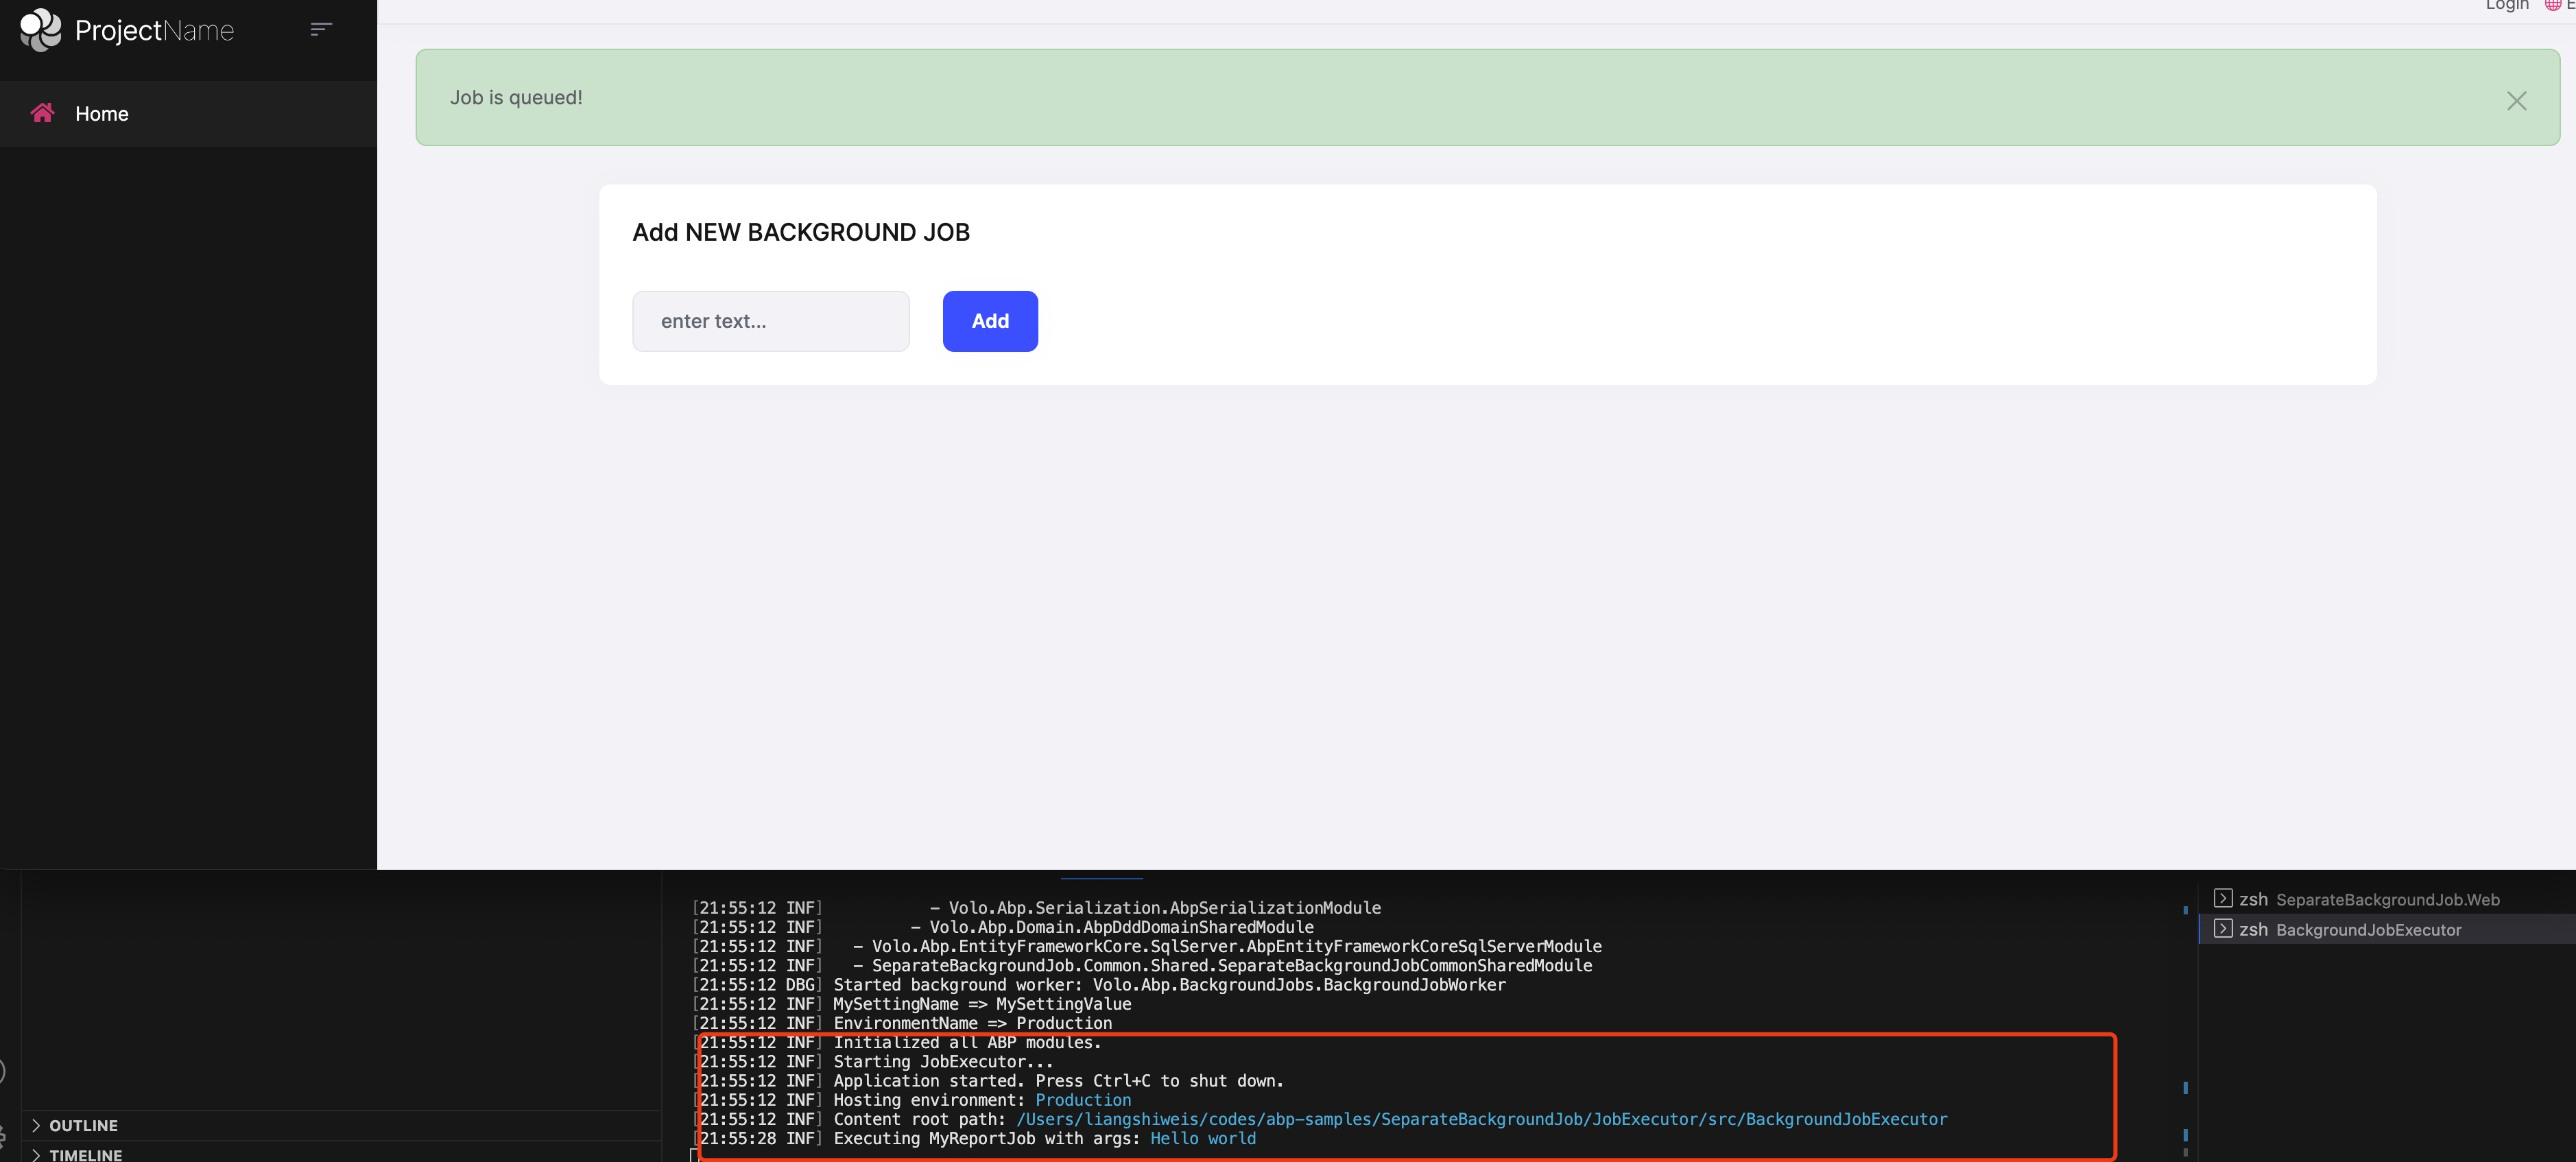 Login
ProjectName
Home
Job is queued!
Add NEW BACKGROUND JOB
enter text...
Add
[21:55:12 INF]           - Volo.Abp.Serialization.AbpSerializationModule
[21:55:12 INF]         - Volo.Abp.Domain.AbpDddDomainSharedModule
[21:55:12 INF]   - Volo.Abp.EntityFrameworkCore.SqlServer.AbpEntityFrameworkCoreSqlServerModule
[21:55:12 INF]   - SeparateBackgroundJob.Common.Shared.SeparateBackgroundJobCommonSharedModule
[21:55:12 DBG] Started background worker: Volo.Abp.BackgroundJobs.BackgroundJobWorker
[21:55:12 INF] MySettingName => MySettingValue
[21:55:12 INF] EnvironmentName => Production
[21:55:12 INF] Initialized all ABP modules.
[21:55:12 INF] Starting JobExecutor...
[21:55:12 INF] Application started. Press Ctrl+C to shut down.
[21:55:12 INF] Hosting environment: Production
[21:55:12 INF] Content root path: /Users/liangshiweis/codes/abp-samples/SeparateBackgroundJob/JobExecutor/src/BackgroundJobExecutor
[21:55:28 INF] Executing MyReportJob with args: Hello world
zsh SeparateBackgroundJob.Web
zsh BackgroundJobExecutor
OUTLINE
TIMELINE